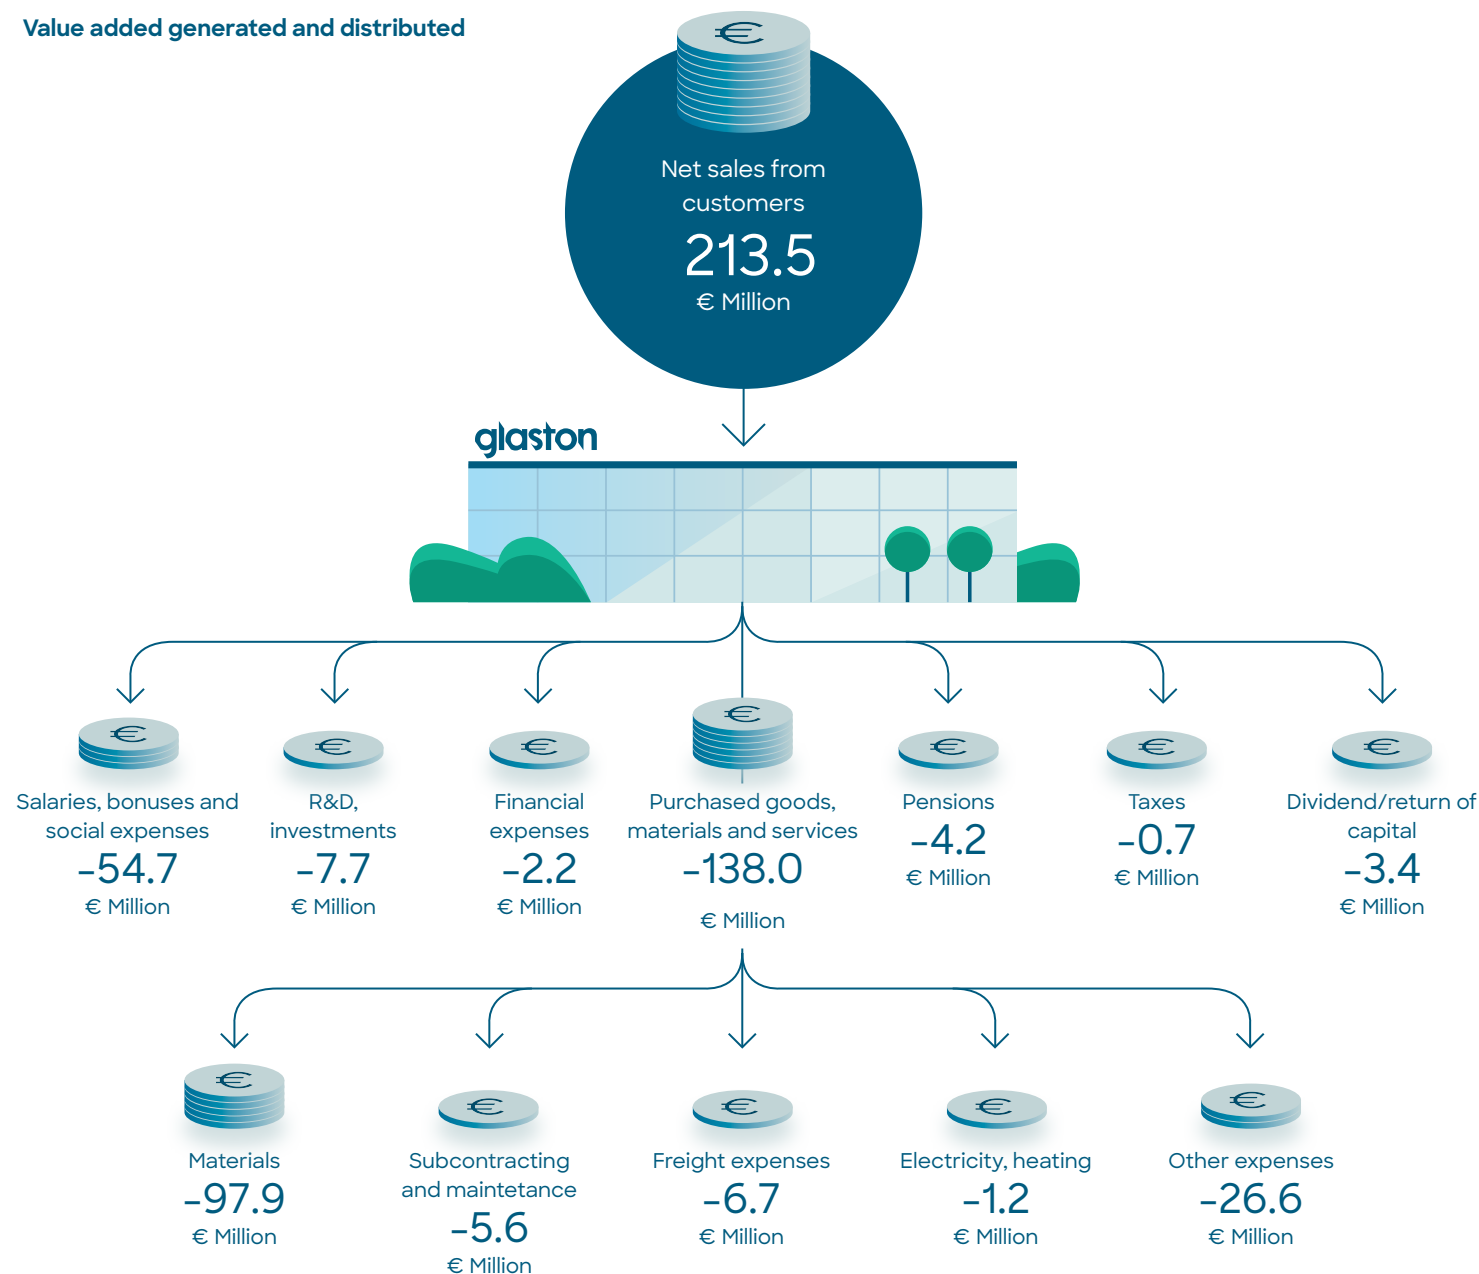 Value added generated and distributed
€
Net sales from
customers
213.5
€ Million
glaston
€
€
€
€
€
€
€
Salaries, bonuses and
social expenses
–54.7
€ Million
R&D,
investments
–7.7
€ Million
Financial
expenses
–2.2
€ Million
Purchased goods,
materials and services
–138.0
€ Million
Pensions
–4.2
€ Million
Taxes
–0.7
€ Million
Dividend/return of
capital
–3.4
€ Million
€
€
€
€
€
Materials
–97.9
€ Million
Subcontracting
and maintetance
–5.6
€ Million
Freight expenses
–6.7
€ Million
Electricity, heating
–1.2
€ Million
Other expenses
–26.6
€ Million